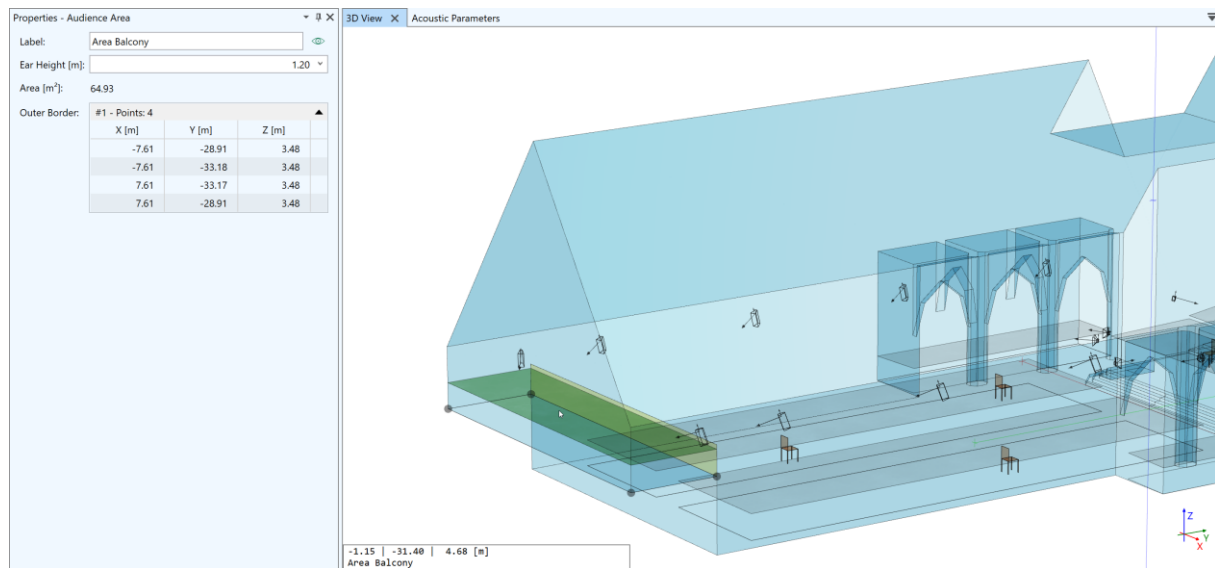 Properties - Audience Area
Label: Area Balcony
Ear Height [m]: 1.20
Area [m²]: 64.93
Outer Border: #1 - Points: 4
X [m] Y [m] Z [m]
-7.61 -28.91 3.48
-7.61 -33.18 3.48
7.61 -33.17 3.48
7.61 -28.91 3.48
3D View Acoustic Parameters
Z
Y
X
-1.15 | -31.40 | 4.68 [m]
Area Balcony